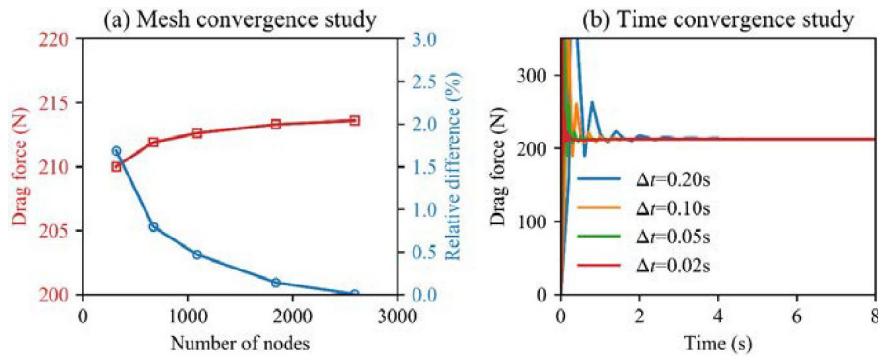 (a) Mesh convergence study
220
215
210
205
200
Drag force (N)
3.0
2.5
2.0
1.5
1.0
0.5
0.0
Relative difference (%)
0 1000 2000 3000
Number of nodes
(b) Time convergence study
300
200
100
0
Drag force (N)
Δt=0.20s
Δt=0.10s
Δt=0.05s
Δt=0.02s
0 2 4 6 8
Time (s)